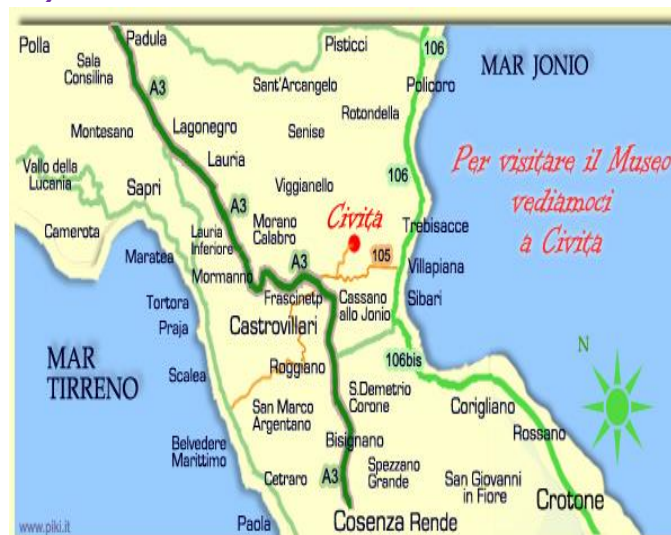 Polla
Padula
Pisticci
106
MAR JONIO
Sala
Consilina
A3
Sant'Arcangelo
Policoro
Rotondella
Montesano
Lagonegro
Senise
Lauria
106
Per visitare il Museo
vediamoci
a Civita
Vallo della
Lucania
Sapri
Viggianello
A3
Morano
Calabro
Civita
Trebisacce
Camerota
Lauria
Inferiore
Maratea
A3
105
Villapiana
Mormanno
Frascinetp
Cassano
allo Jonio
Sibari
Tortora
Praja
Castrovillari
MAR
TIRRENO
Scalea
Roggiano
106bis
N
S.Demetrio
Corone
San Marco
Argentano
Corigliano
Rossano
Belvedere
Marittimo
Bisignano
Cetraro
A3
Spezzano
Grande
San Giovanni
in Fiore
Crotone
www.piki.it
Paola
Cosenza Rende